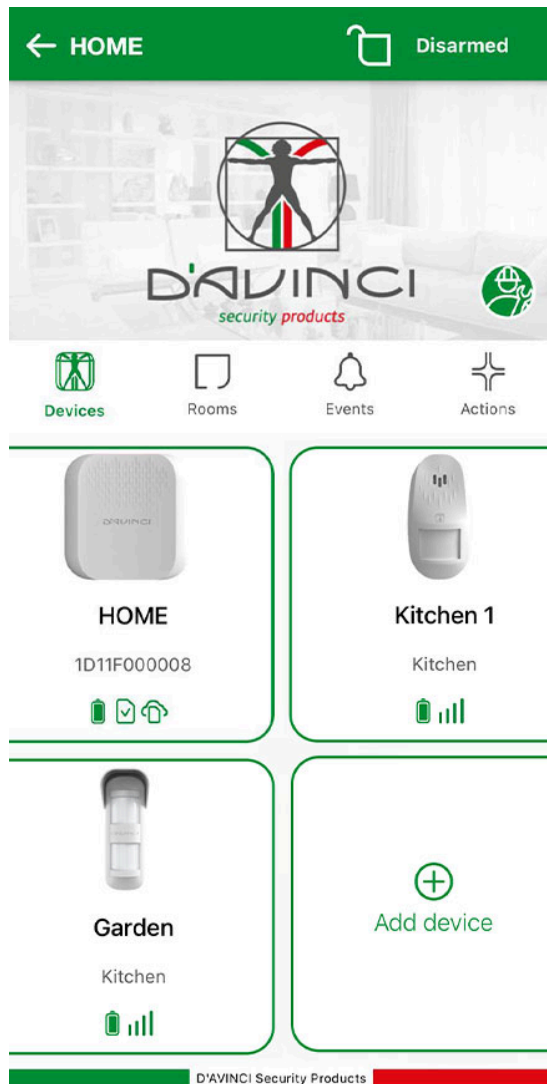 HOME
Disarmed
D'AVINCI
security products
Devices
Rooms
Events
Actions
D'AVINCI
HOME
1D11F000008
Kitchen 1
Kitchen
D'AVINCI
Garden
Kitchen
Add device
D'AVINCI Security Products